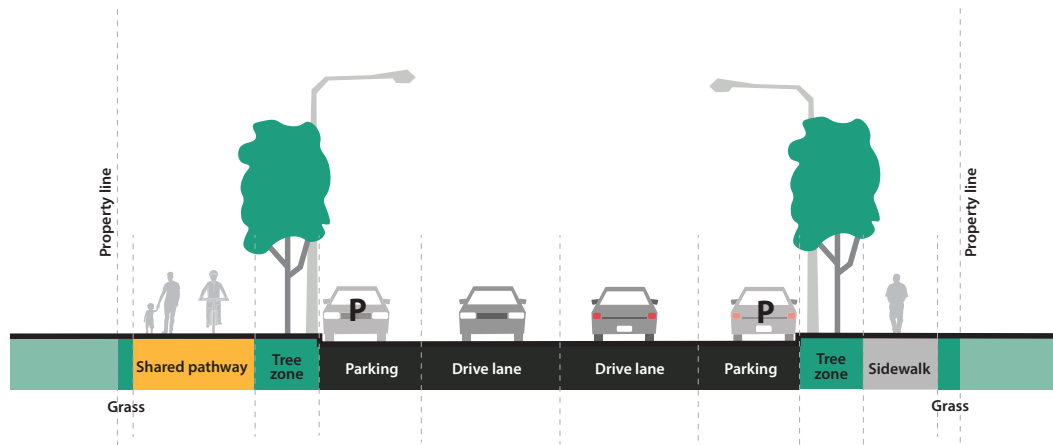 Property line
Property line
P
P
Shared pathway
Tree
zone
Parking
Drive lane
Drive lane
Parking
Tree
zone
Sidewalk
Grass
Grass